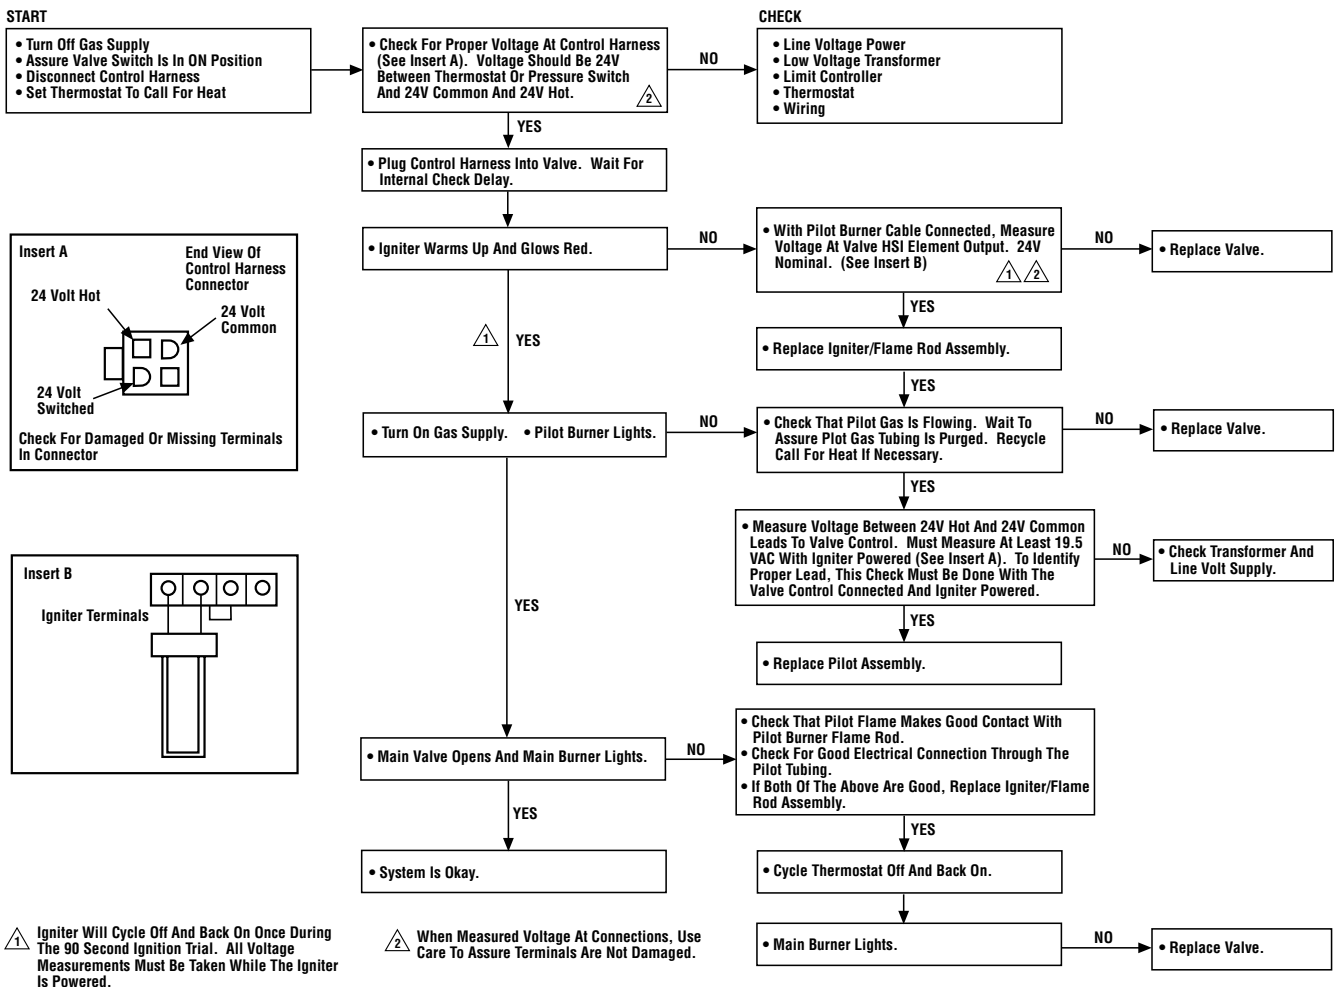 START
• Turn Off Gas Supply
• Assure Valve Switch Is In ON Position
• Disconnect Control Harness
• Set Thermostat To Call For Heat
• Check For Proper Voltage At Control Harness
(See Insert A). Voltage Should Be 24V
Between Thermostat Or Pressure Switch
And 24V Common And 24V Hot.
2
NO
CHECK
• Line Voltage Power
• Low Voltage Transformer
• Limit Controller
• Thermostat
• Wiring
YES
• Plug Control Harness Into Valve. Wait For
Internal Check Delay.
• Igniter Warms Up And Glows Red.
NO
• With Pilot Burner Cable Connected, Measure
Voltage At Valve HSI Element Output. 24V
Nominal. (See Insert B)
1 2
NO
• Replace Valve.
YES
• Replace Igniter/Flame Rod Assembly.
YES
1
YES
• Turn On Gas Supply. • Pilot Burner Lights.
NO
• Check That Pilot Gas Is Flowing. Wait To
Assure Plot Gas Tubing Is Purged. Recycle
Call For Heat If Necessary.
NO
• Replace Valve.
YES
• Measure Voltage Between 24V Hot And 24V Common
Leads To Valve Control. Must Measure At Least 19.5
VAC With Igniter Powered (See Insert A). To Identify
Proper Lead, This Check Must Be Done With The
Valve Control Connected And Igniter Powered.
NO
• Check Transformer And
Line Volt Supply.
YES
• Replace Pilot Assembly.
YES
• Main Valve Opens And Main Burner Lights.
NO
• Check That Pilot Flame Makes Good Contact With
Pilot Burner Flame Rod.
• Check For Good Electrical Connection Through The
Pilot Tubing.
• If Both Of The Above Are Good, Replace Igniter/Flame
Rod Assembly.
YES
• System Is Okay.
YES
• Cycle Thermostat Off And Back On.
• Main Burner Lights.
NO
• Replace Valve.
Insert A
End View Of
Control Harness
Connector
24 Volt Hot
24 Volt
Common
24 Volt
Switched
Check For Damaged Or Missing Terminals
In Connector
Insert B
Igniter Terminals
1
Igniter Will Cycle Off And Back On Once During
The 90 Second Ignition Trial. All Voltage
Measurements Must Be Taken While The Igniter
Is Powered.
2
When Measured Voltage At Connections, Use
Care To Assure Terminals Are Not Damaged.